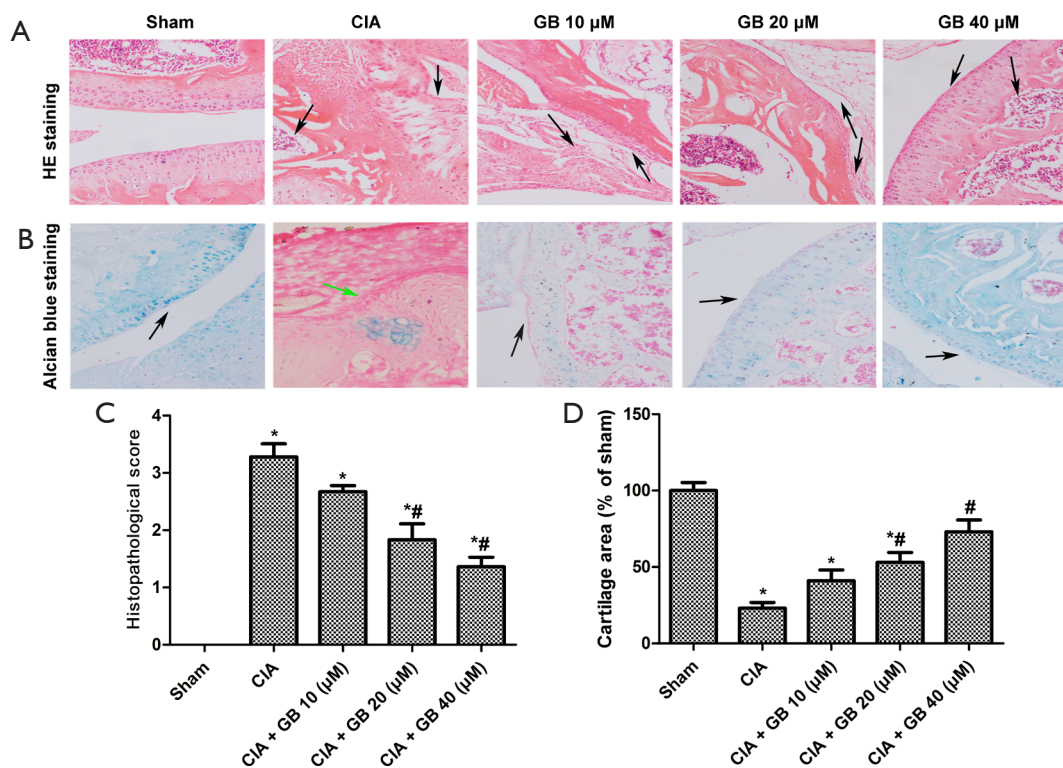 A
Sham
CIA
GB 10 µM
GB 20 µM
GB 40 µM
HE staining
B
Alcian blue staining
C
Histopathological score
4
3
2
1
0
*
*
*#
*#
Sham
CIA
CIA + GB 10 (µM)
CIA + GB 20 (µM)
CIA + GB 40 (µM)
D
Cartilage area (% of sham)
150
100
50
0
*
*
*#
#
Sham
CIA
CIA + GB 10 (µM)
CIA + GB 20 (µM)
CIA + GB 40 (µM)